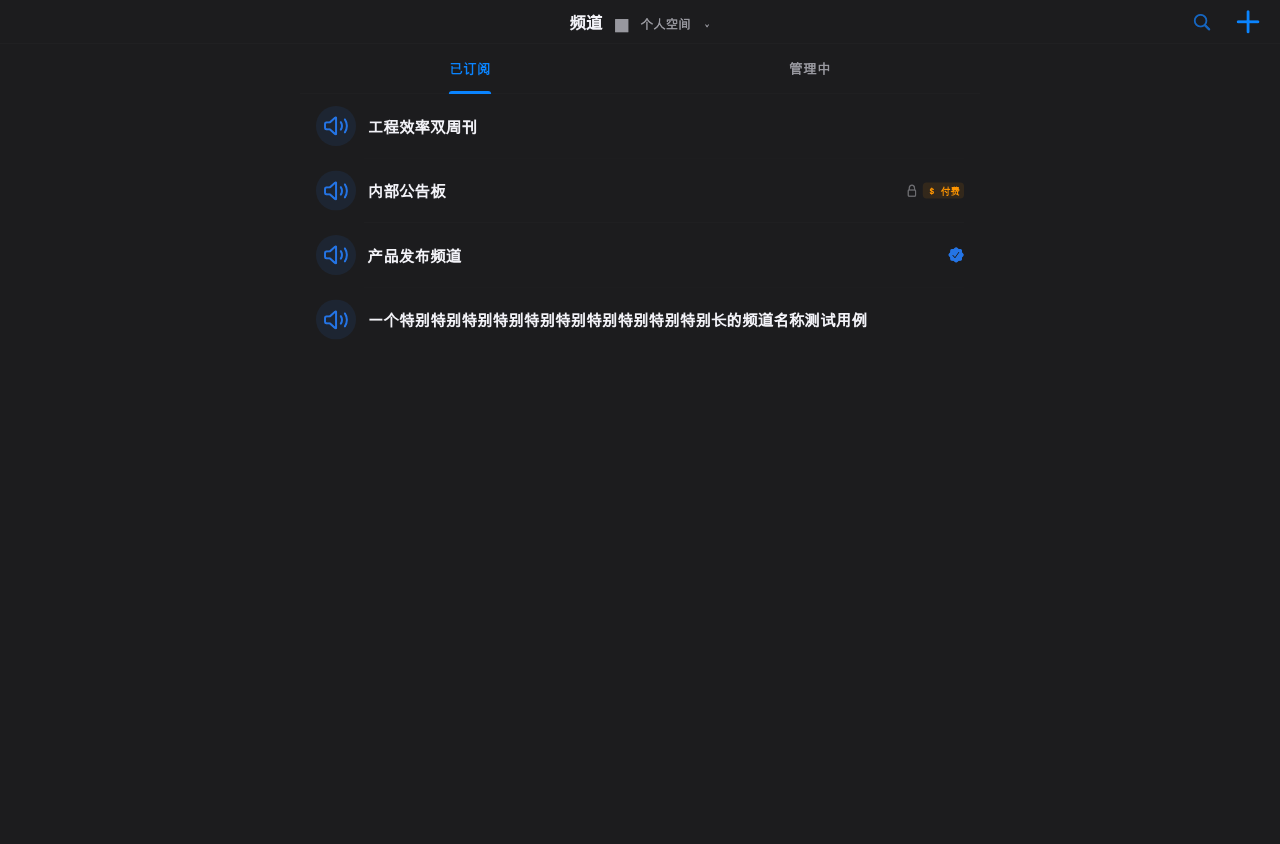 频道 个人空间
已订阅 管理中
工程效率双周刊
内部公告板 $ 付费
产品发布频道
一个特别特别特别特别特别特别特别特别特别特别长的频道名称测试用例